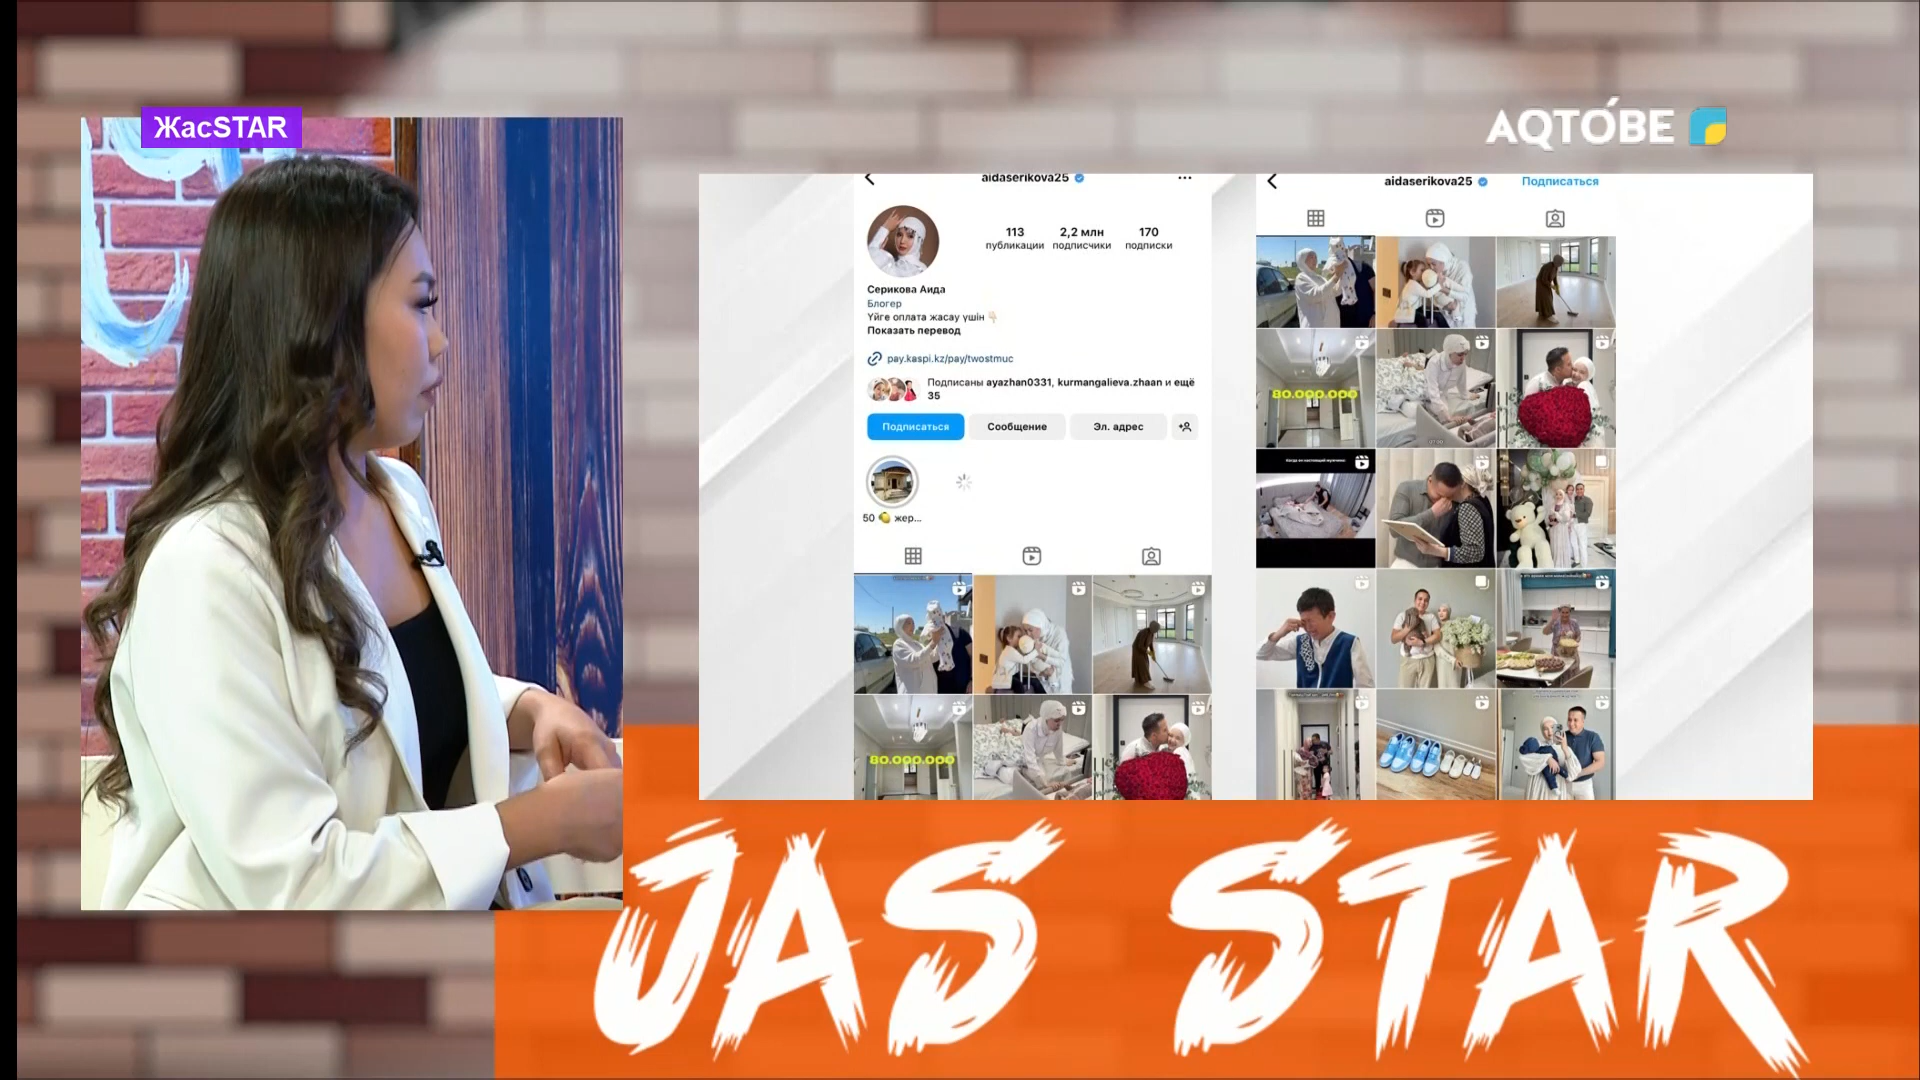 ЖасSTAR
AQTÓBE
aidaserikova25
113
публикации
2,2 млн
подписчики
170
подписки
Серикова Аида
Блогер
Үйге оплата жасау үшін
Показать перевод
pay.kaspi.kz/pay/twostmuc
Подписаны ayazhan0331, kurmangalieva.zhaan и ещё
35
Подписаться
Сообщение
Эл. адрес
50 🍋 жер...
80.000.000
aidaserikova25
Подписаться
80.000.000
JAS STAR